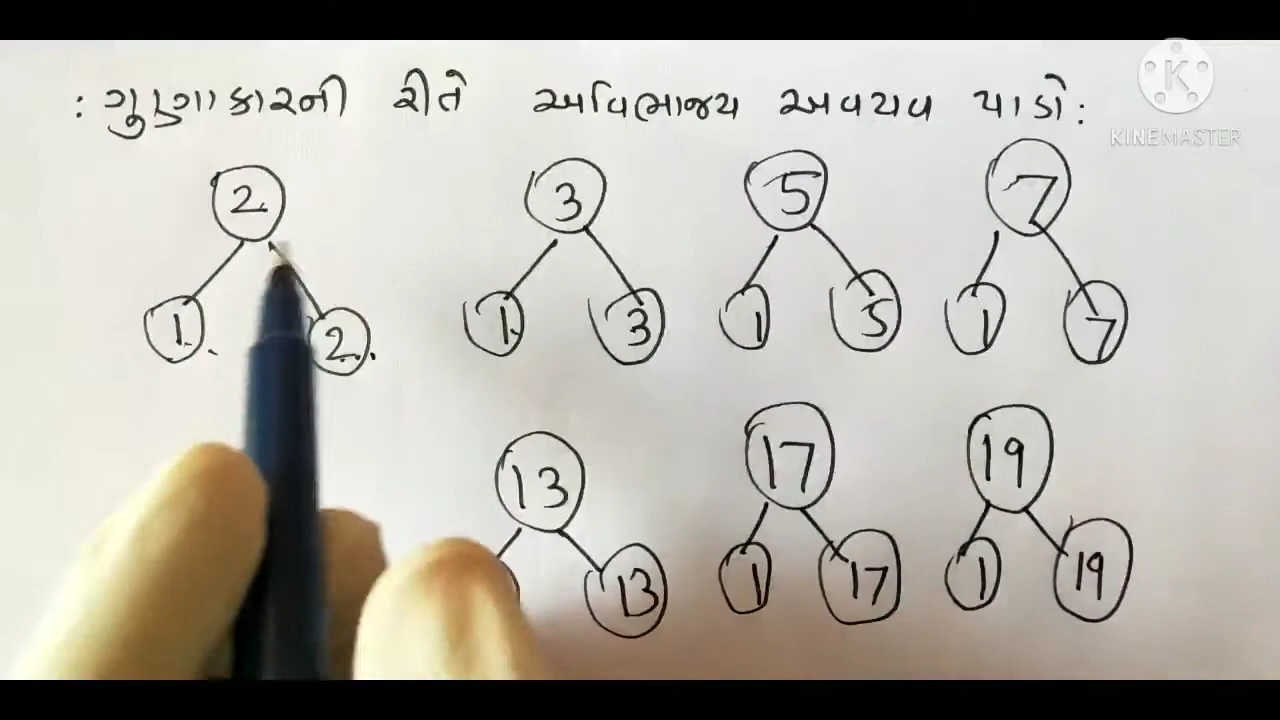 : ગુણાકારની રીતે અવિભાજય અવયવ પાડો :
K
KINEMASTER
2 3 5 7
1. 2. 1 3 1 5 1 7
13 17 19
13 1 17 1 19